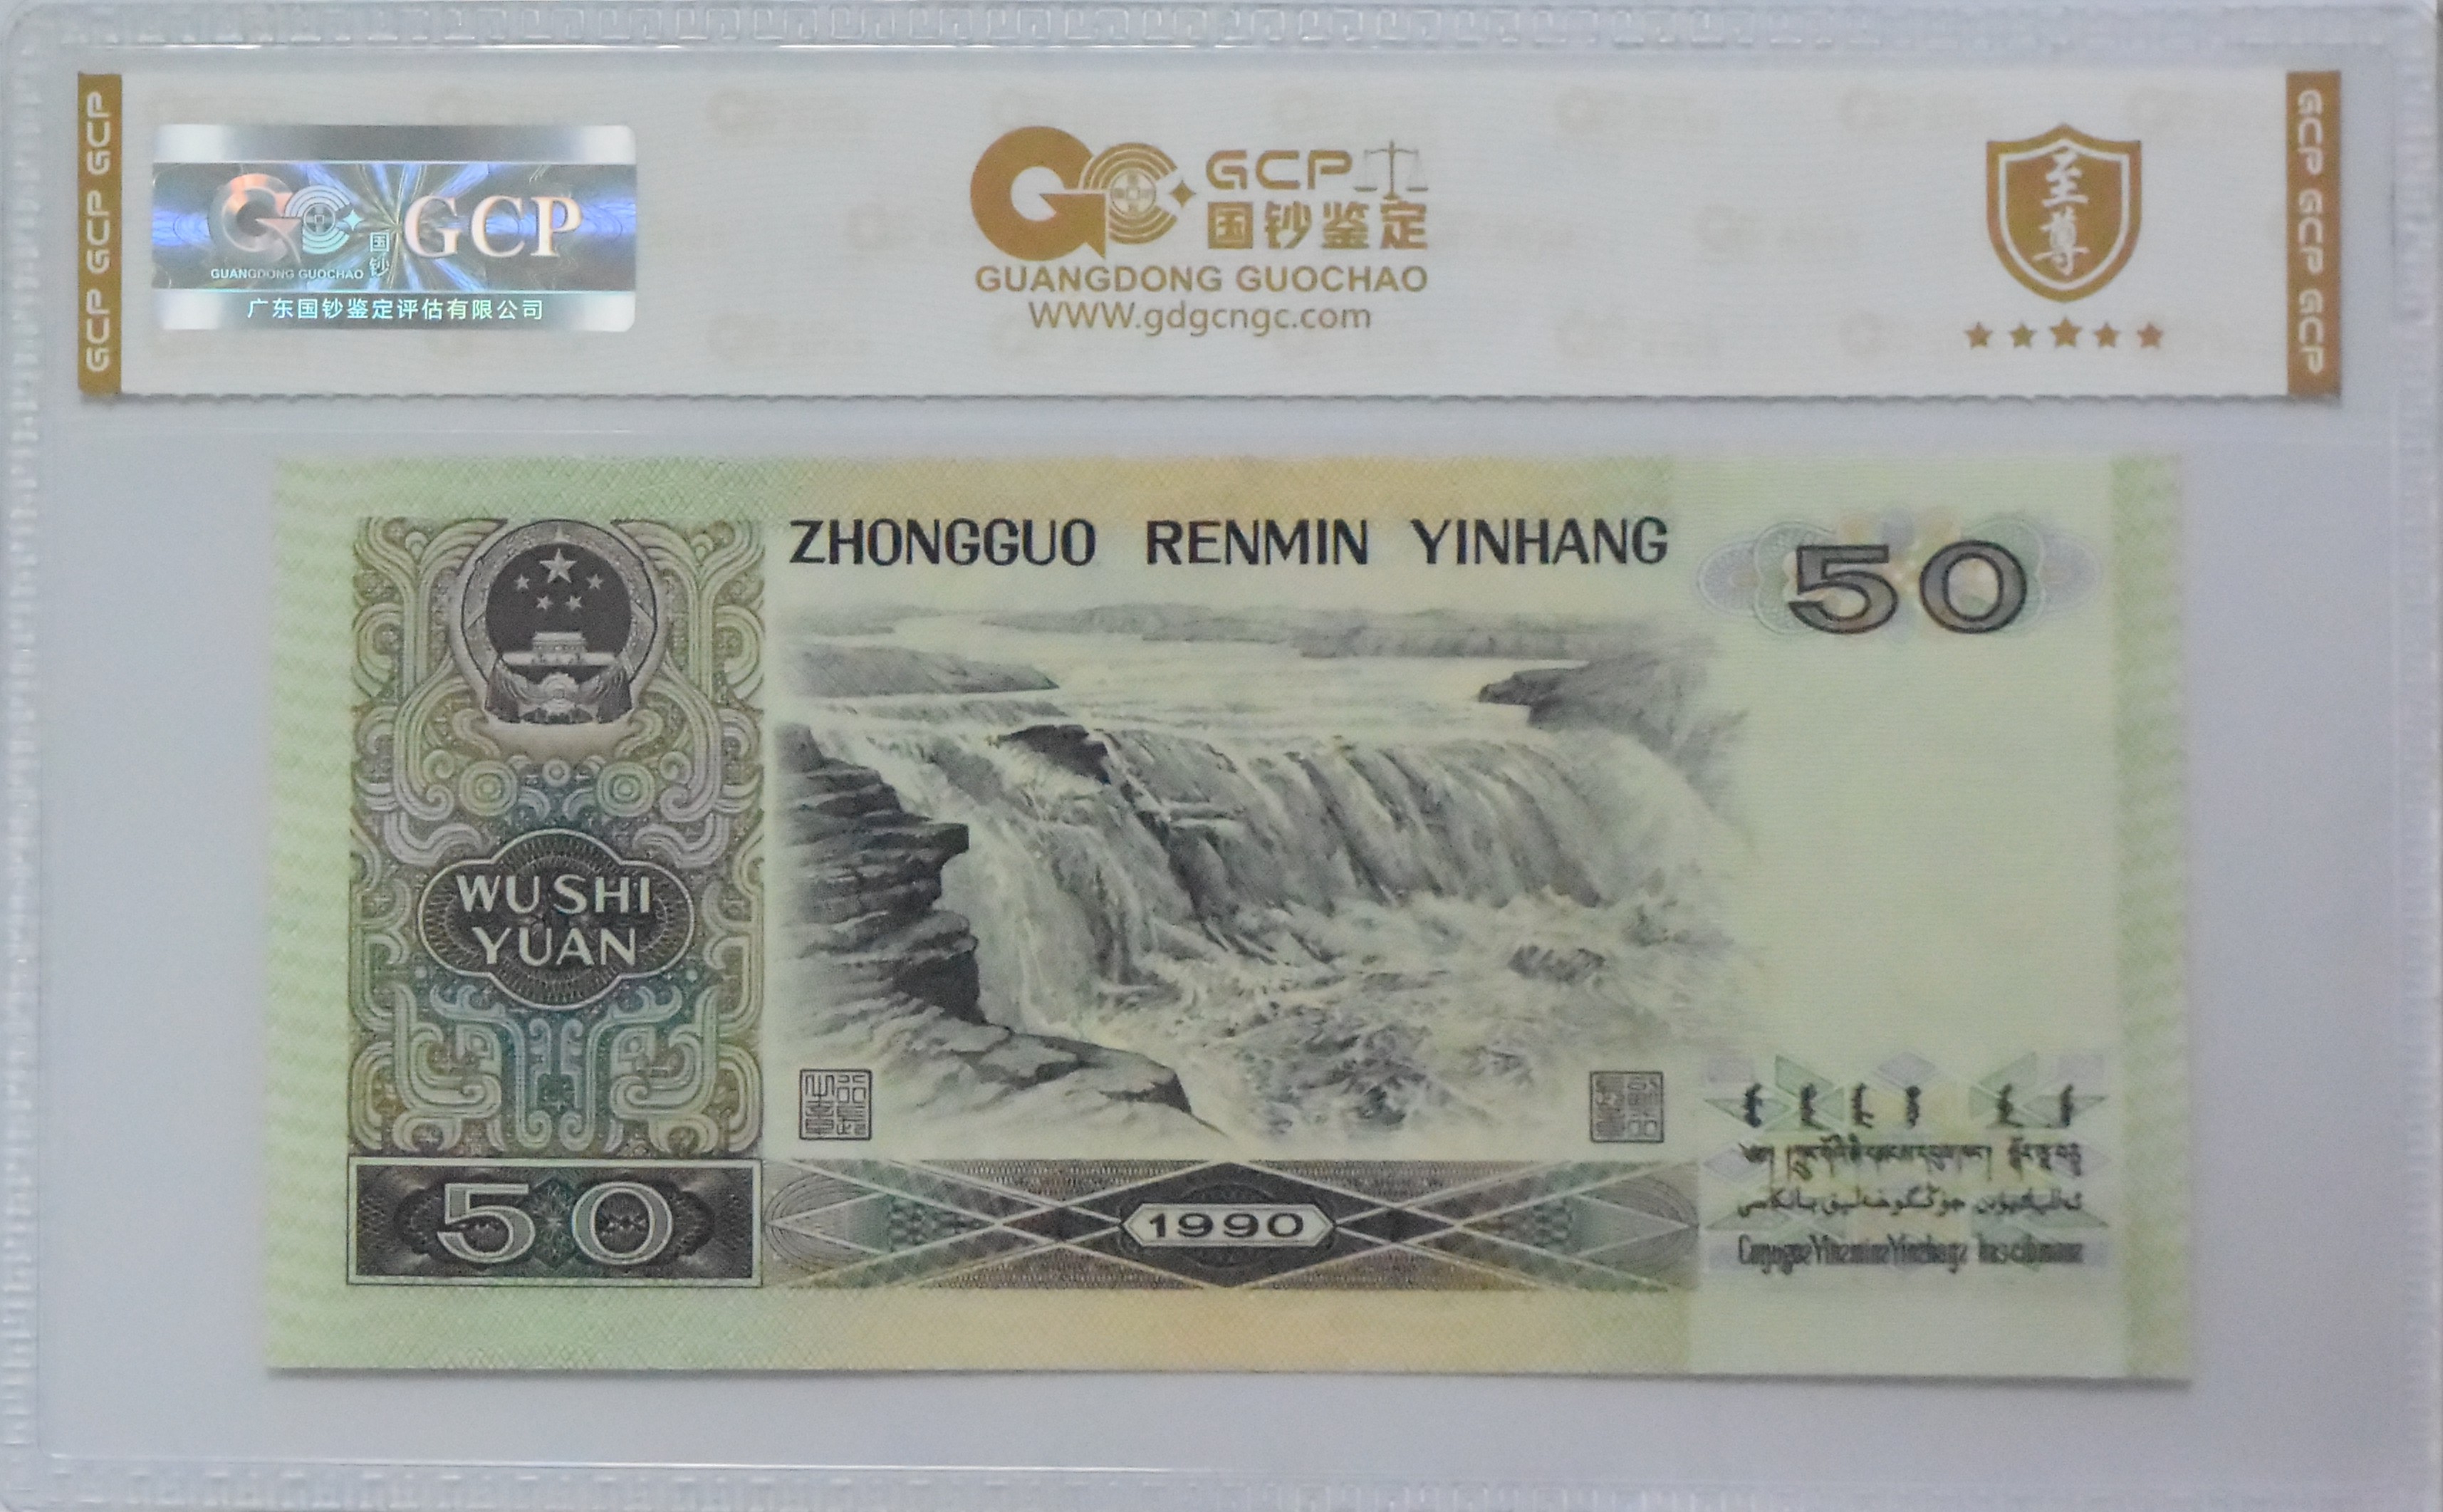 GCP GCP GCP
GCP
国钞
GUANGDONG GUOCHAO
广东国钞鉴定评估有限公司
GCP
国钞鉴定
GUANGDONG GUOCHAO
WWW.gdgcngc.com
至尊
GCP GCP GCP
ZHONGGUO RENMIN YINHANG
50
WU SHI
YUAN
50
1990